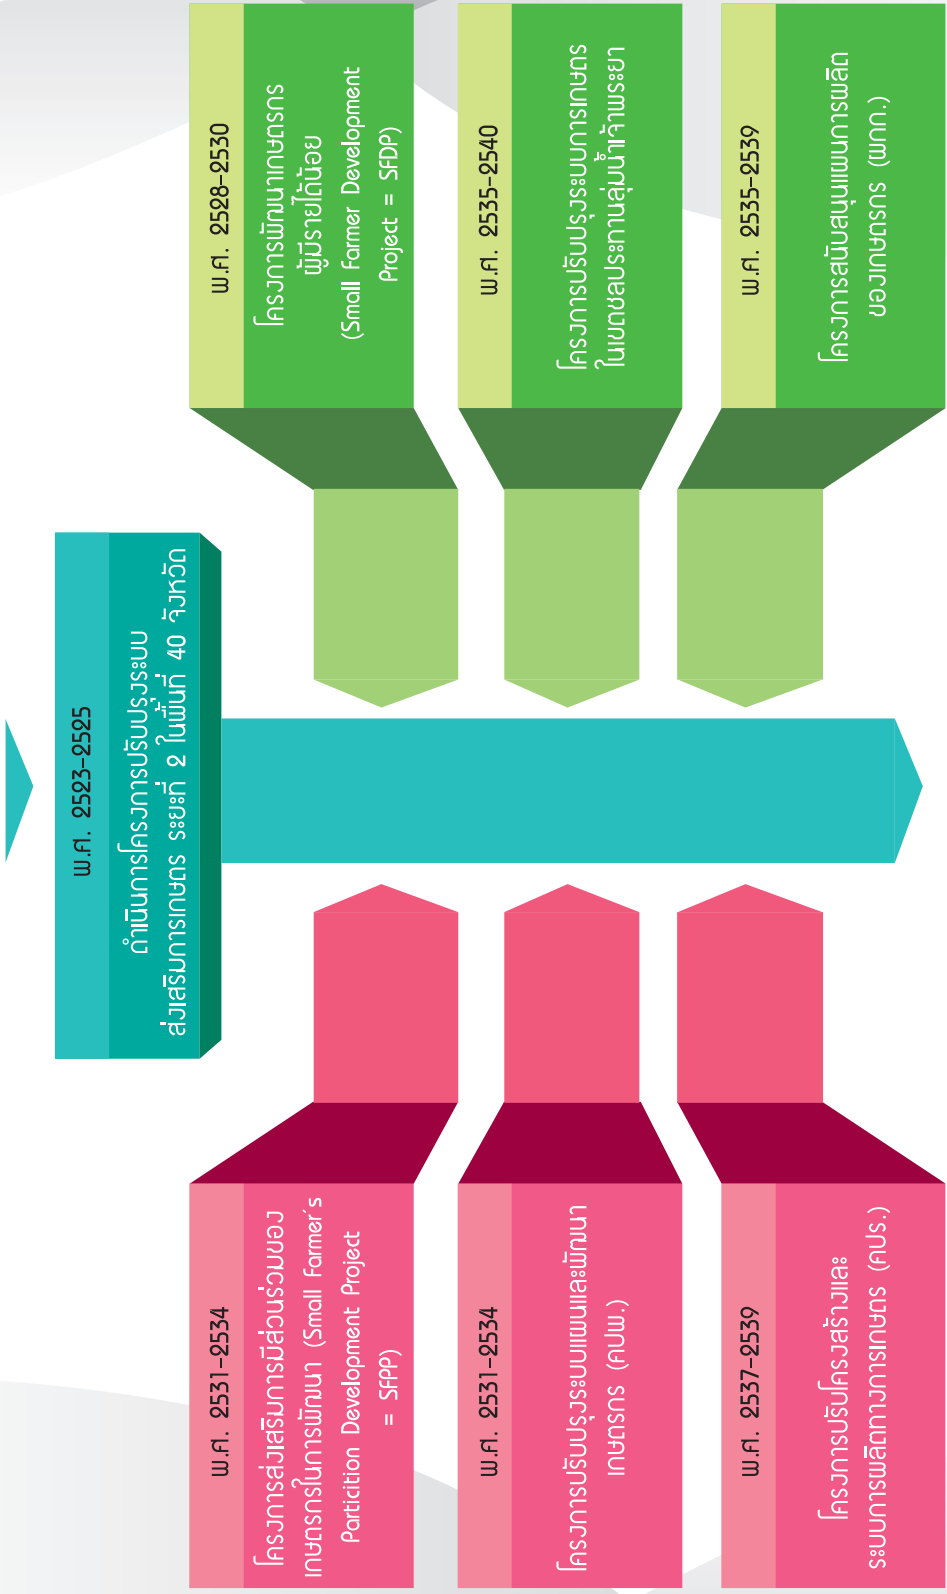 พ.ศ. 2523-2525
ดำเนินการโครงการปรับปรุงระบบ
ส่งเสริมการเกษตร ระยะที่ 2 ในพื้นที่ 40 จังหวัด
พ.ศ. 2531-2534
โครงการส่งเสริมการมีส่วนร่วมของ
เกษตรกรในการพัฒนา (Small Farmer's
Particition Development Project
= SFPP)
พ.ศ. 2528-2530
โครงการพัฒนาเกษตรกร
ผู้มีรายได้น้อย
(Small Farmer Development
Project = SFDP)
พ.ศ. 2531-2534
โครงการปรับปรุงระบบแผนและพัฒนา
เกษตรกร (คปพ.)
พ.ศ. 2535-2540
โครงการปรับปรุงระบบการเกษตร
ในเขตชลประทานลุ่มน้ำเจ้าพระยา
พ.ศ. 2537-2539
โครงการปรับโครงสร้างและ
ระบบการผลิตทางการเกษตร (คปร.)
พ.ศ. 2535-2539
โครงการสนับสนุนแผนการผลิต
ของเกษตรกร (ผกก.)